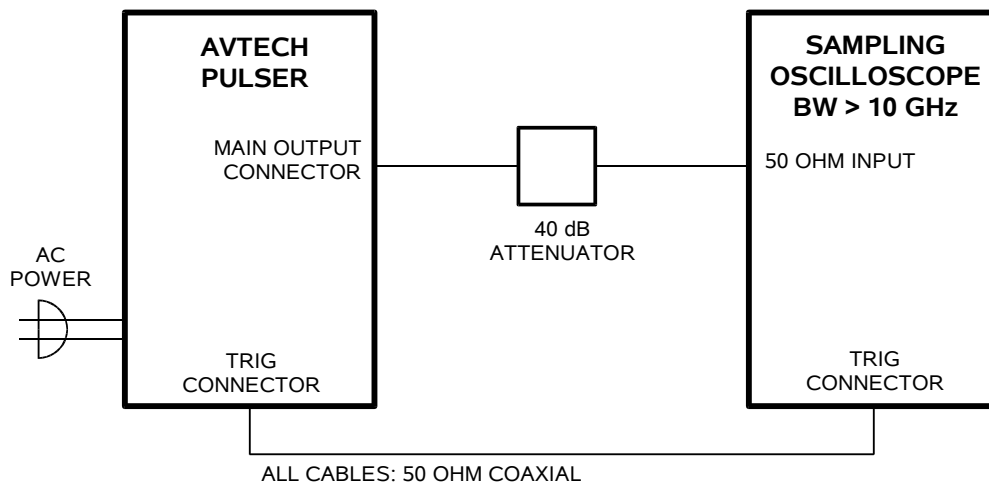 AVTECH
PULSER
SAMPLING
OSCILLOSCOPE
BW > 10 GHz
MAIN OUTPUT
CONNECTOR
50 OHM INPUT
40 dB
ATTENUATOR
AC
POWER
TRIG
CONNECTOR
TRIG
CONNECTOR
ALL CABLES: 50 OHM COAXIAL